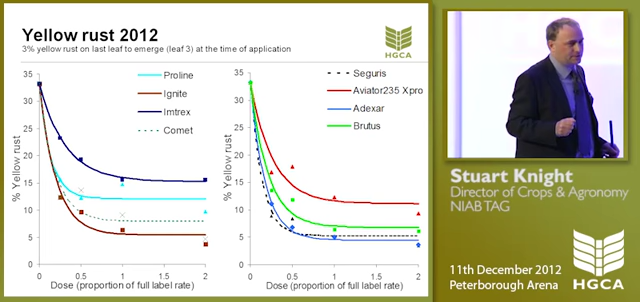 Yellow rust 2012
3% yellow rust on last leaf to emerge (leaf 3) at the time of application
HGCA
% Yellow rust
35
30
25
20
15
10
5
0
Proline
Ignite
Imtrex
Comet
0
0.5
1
1.5
2
Dose (proportion of full label rate)
% Yellow rust
35
30
25
20
15
10
5
0
Seguris
Aviator235 Xpro
Adexar
Brutus
0
0.5
1
1.5
2
Dose (proportion of full label rate)
Stuart Knight
Director of Crops & Agronomy
NIAB TAG
11th December 2012
Peterborough Arena
HGCA